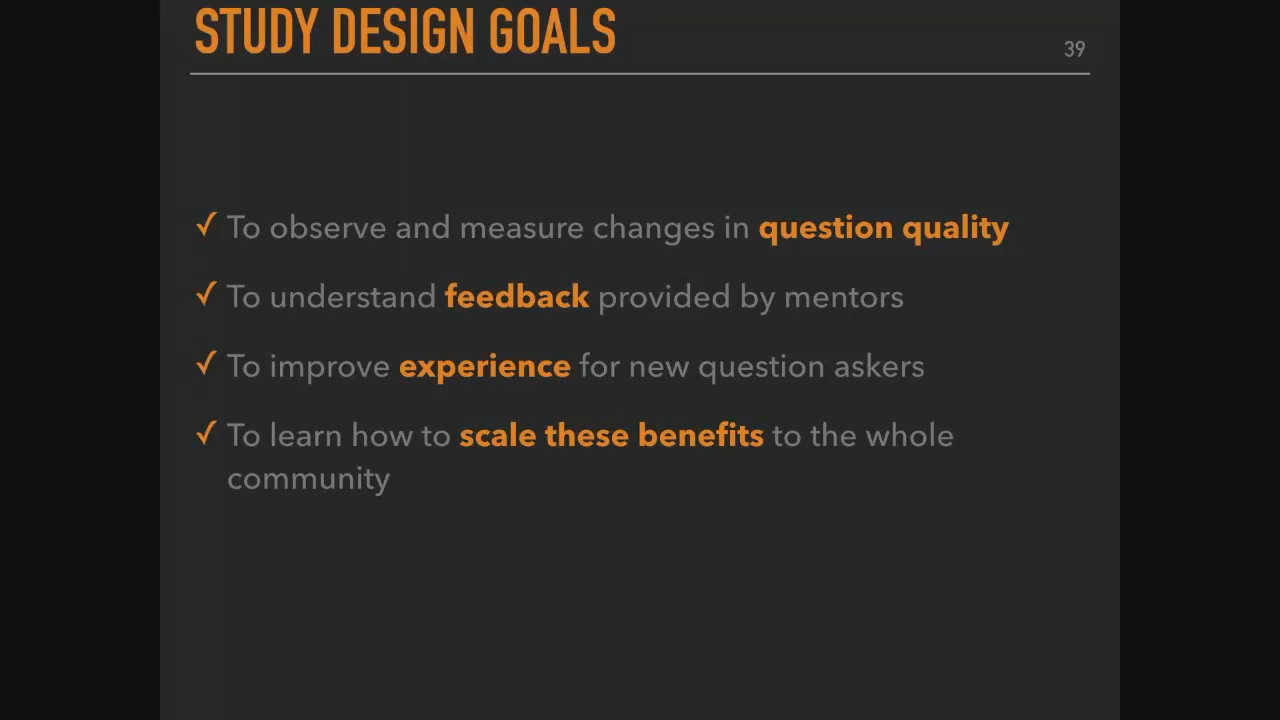 STUDY DESIGN GOALS
39
✓ To observe and measure changes in question quality
✓ To understand feedback provided by mentors
✓ To improve experience for new question askers
✓ To learn how to scale these benefits to the whole
community